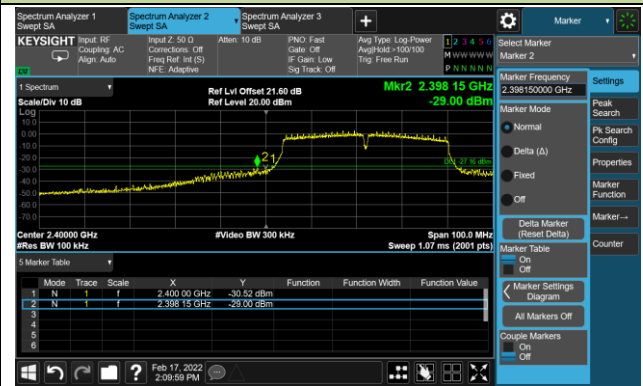 Spectrum Analyzer 1
Swept SA
Spectrum Analyzer 2
Swept SA
Spectrum Analyzer 3
Swept SA
+
Marker
KEYSIGHT
Input: RF
Coupling: AC
Align: Auto
Input Z: 50 Ω
Corrections: Off
Freq Ref: Int (S)
NFE: Adaptive
Atten: 10 dB
PNO: Fast
Gate: Off
IF Gain: Low
Sig Track: Off
Avg Type: Log-Power
Avg|Hold:>100/100
Trig: Free Run
1 2 3 4 5 6
M W W W W W
P N N N N N
LXI
Select Marker
Marker 2
1 Spectrum
Scale/Div 10 dB
Ref Lvl Offset 21.60 dB
Ref Level 20.00 dBm
Mkr2 2.398 15 GHz
-29.00 dBm
Log
10.0
0.00
-10.0
-20.0
-30.0
-40.0
-50.0
-60.0
-70.0
2
1
DL1 -27.16 dBm
Center 2.40000 GHz
#Res BW 100 kHz
#Video BW 300 kHz
Span 100.0 MHz
Sweep 1.07 ms (2001 pts)
5 Marker Table
Mode Trace Scale X Y Function Function Width Function Value
1 N 1 f 2.400 00 GHz -30.52 dBm
2 N 1 f 2.398 15 GHz -29.00 dBm
3
4
5
6
Marker Frequency
2.398150000 GHz
Marker Mode
Normal
Delta (Δ)
Fixed
Off
Delta Marker
(Reset Delta)
Marker Table
On
Off
Marker Settings
Diagram
All Markers Off
Couple Markers
On
Off
Settings
Peak
Search
Pk Search
Config
Properties
Marker
Function
Marker→
Counter
?
Feb 17, 2022
2:09:59 PM